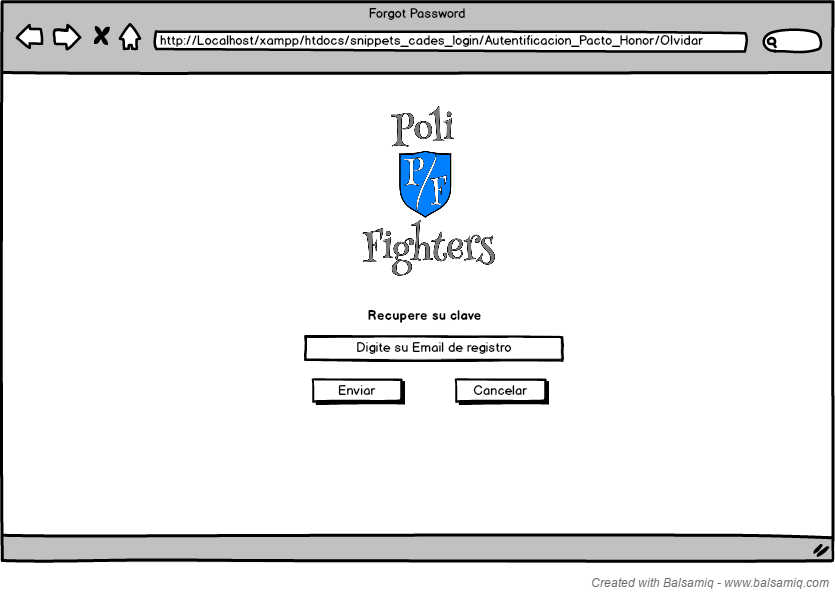 Forgot Password
http://Localhost/xampp/htdocs/snippets_cades_login/Autentificacion_Pacto_Honor/Olvidar
Poli
P/F
Fighters
Recupere su clave
Digite su Email de registro
Enviar
Cancelar
Created with Balsamiq - www.balsamiq.com